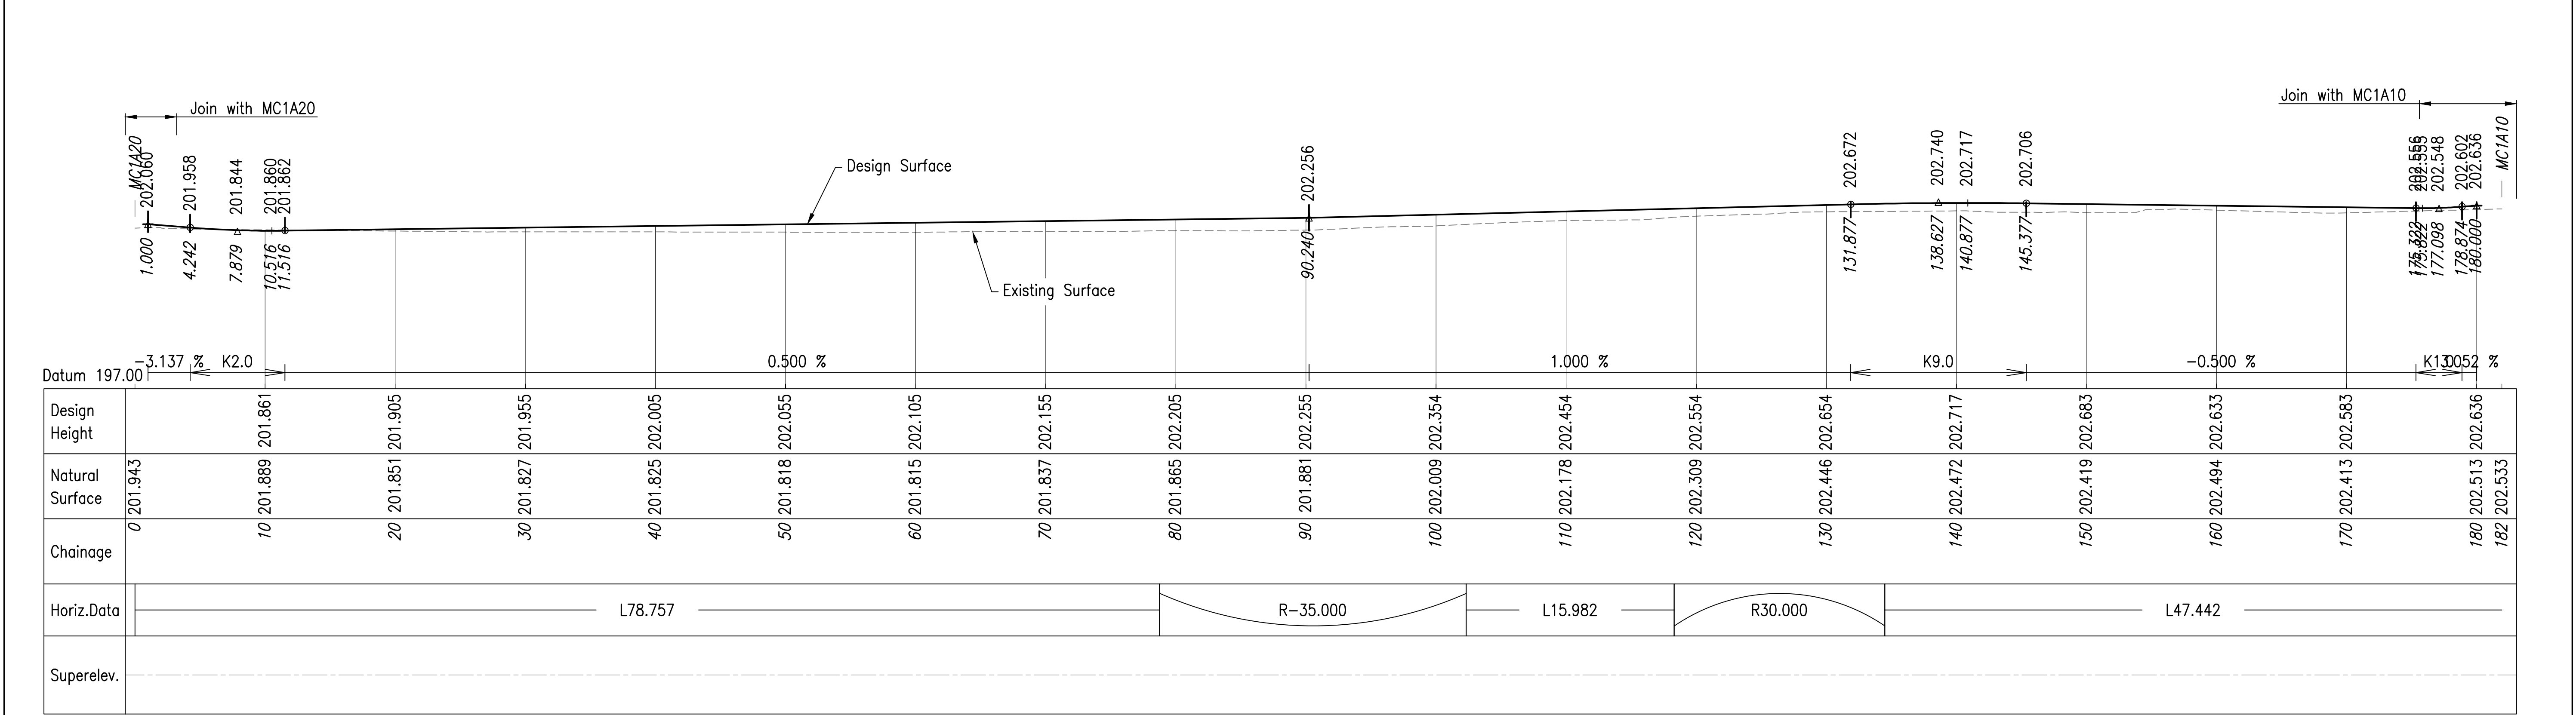 Join with MC1A20
Join with MC1A10
MC1A20
202.060
201.958
201.844
201.860
201.862
202.256
202.672
202.740
202.717
202.706
202.556
202.555
202.548
202.602
202.636
MC1A10
Design Surface
1.000
4.242
7.879
10.516
11.516
90.240
131.877
138.627
140.877
145.377
175.322
175.822
177.098
178.874
180.000
Existing Surface
-3.137 % K2.0 0.500 % 1.000 % K9.0 -0.500 %
Datum 197.00
Design
Height
201.861 201.905 201.955 202.005 202.055 202.105 202.155 202.205 202.255 202.354 202.454 202.554 202.654 202.717 202.683 202.633 202.583 202.636
Natural
Surface
201.943 201.889 201.851 201.827 201.825 201.818 201.815 201.837 201.865 201.881 202.009 202.178 202.309 202.446 202.472 202.419 202.494 202.413 202.513 202.533
Chainage
0 10 20 30 40 50 60 70 80 90 100 110 120 130 140 150 160 170 180 182
Horiz.Data L78.757 R-35.000 L15.982 R30.000 L47.442
Superelev.